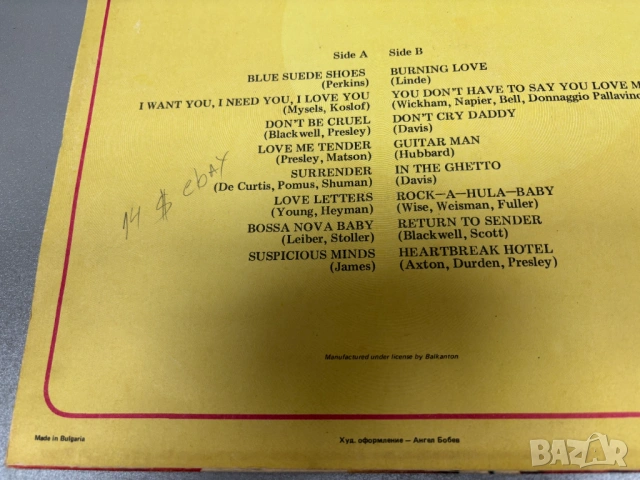 Side A
BLUE SUEDE SHOES
(Perkins)
I WANT YOU, I NEED YOU, I LOVE YOU
(Mysels, Koslof)
DON'T BE CRUEL
(Blackwell, Presley)
LOVE ME TENDER
(Presley, Matson)
SURRENDER
(De Curtis, Pomus, Shuman)
LOVE LETTERS
(Young, Heyman)
BOSSA NOVA BABY
(Leiber, Stoller)
SUSPICIOUS MINDS
(James)
Side B
BURNING LOVE
(Linde)
YOU DON'T HAVE TO SAY YOU LOVE M
(Wickham, Napier, Bell, Donnaggio Pallavino
DON'T CRY DADDY
(Davis)
GUITAR MAN
(Hubbard)
IN THE GHETTO
(Davis)
ROCK—A—HULA—BABY
(Wise, Weisman, Fuller)
RETURN TO SENDER
(Blackwell, Scott)
HEARTBREAK HOTEL
(Axton, Durden, Presley)
14 $ ebay
Manufactured under license by Balkanton
Made in Bulgaria
Худ. оформление — Ангел Бобев
BAZAR